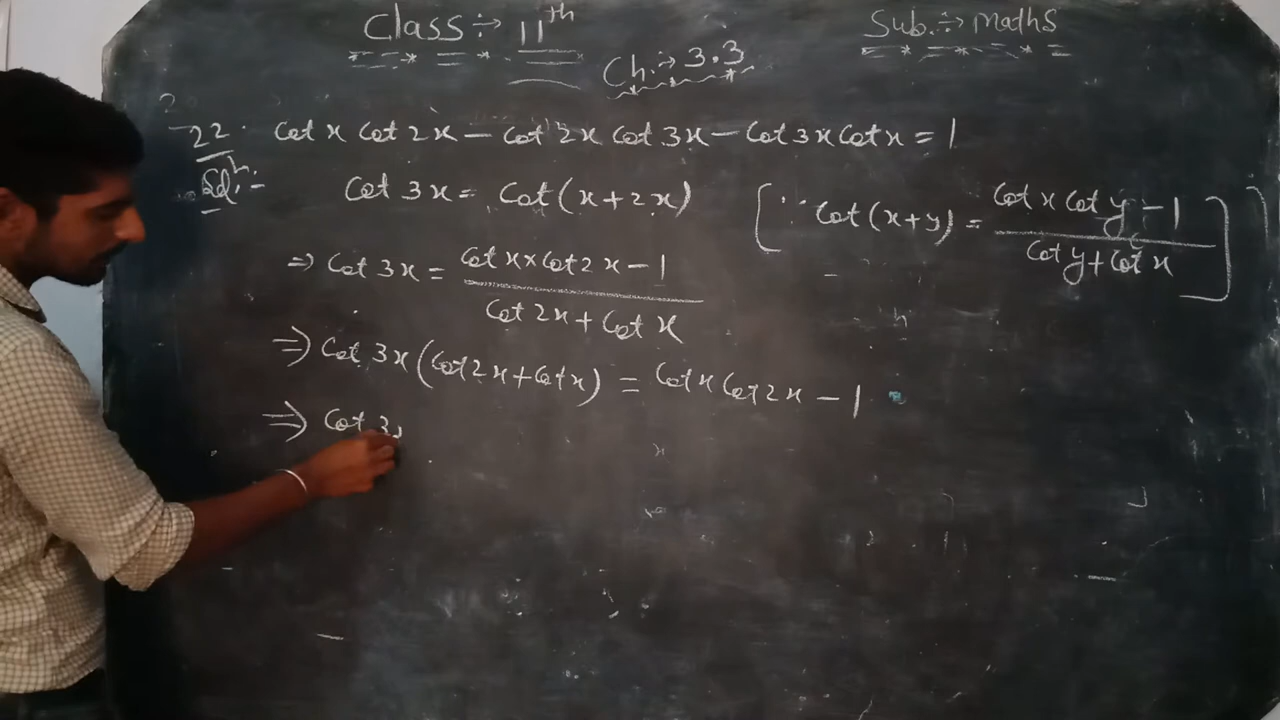 Class :- 11th Sub. :- Maths
Ch. :- 3.3
22. Cot x Cot 2x - Cot 2x Cot 3x - Cot 3x Cot x = 1
Solh. :- Cot 3x = Cot (x + 2x) [∵ Cot (x+y) = (Cot x Cot y - 1) / (Cot y + Cot x)]
⇒ Cot 3x = (Cot x × Cot 2x - 1) / (Cot 2x + Cot x)
⇒ Cot 3x (Cot 2x + Cot x) = Cot x Cot 2x - 1
⇒ Cot 3x